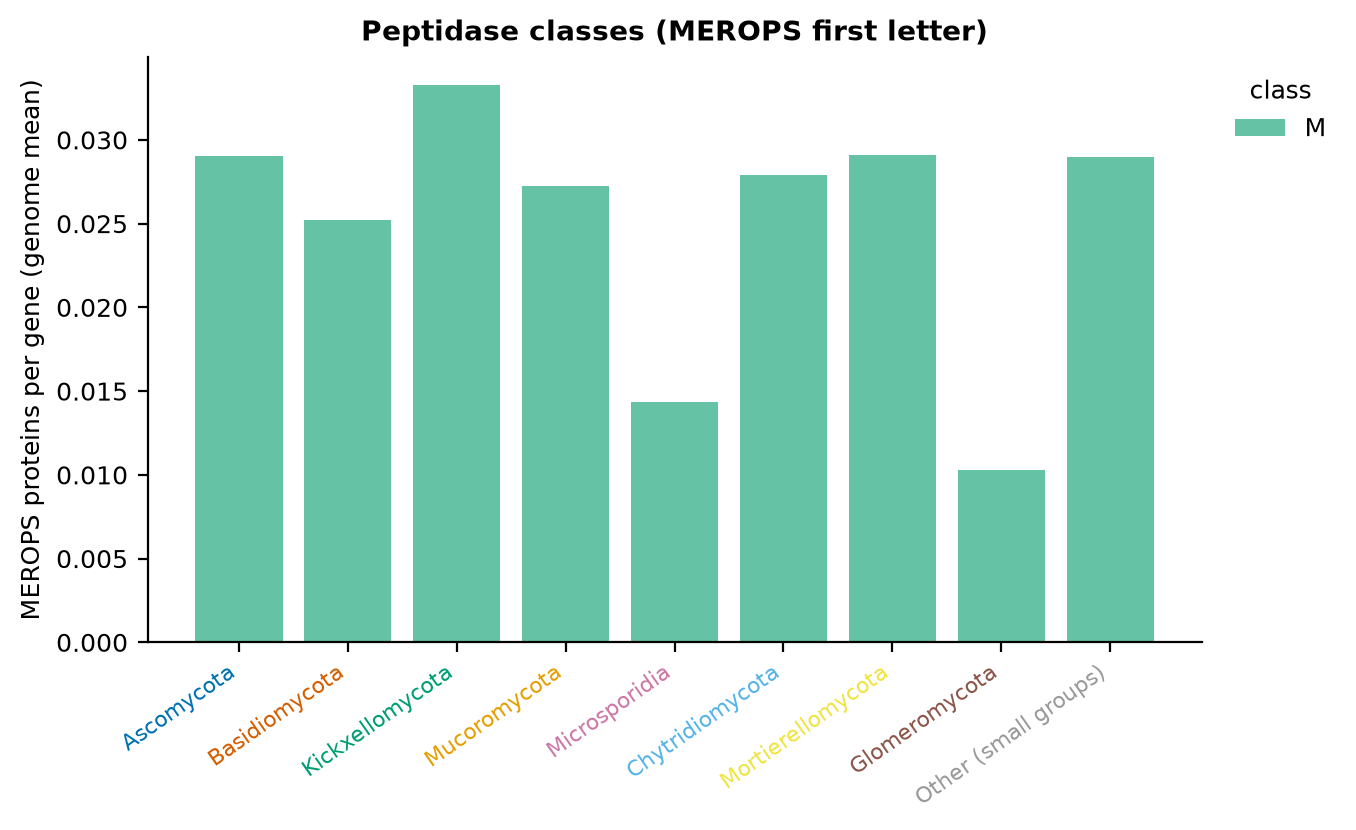 Peptidase classes (MEROPS first letter)
MEROPS proteins per gene (genome mean)
0.030
0.025
0.020
0.015
0.010
0.005
0.000
Ascomycota
Basidiomycota
Kickxellomycota
Mucoromycota
Microsporidia
Chytridiomycota
Mortierellomycota
Glomeromycota
Other (small groups)
class
M